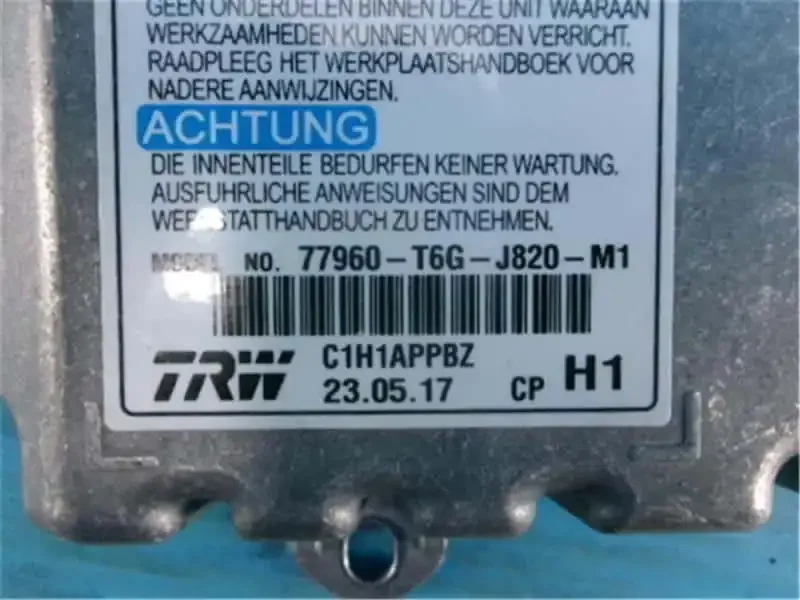 GEEN ONDERDELEN BINNEN DEZE UNIT WAARAAN
WERKZAAMHEDEN KUNNEN WORDEN VERRICHT.
RAADPLEEG HET WERKPLAATSHANDBOEK VOOR
NADERE AANWIJZINGEN.
ACHTUNG
DIE INNENTEILE BEDURFEN KEINER WARTUNG.
AUSFUHRLICHE ANWEISUNGEN SIND DEM
WERKSTATTHANDBUCH ZU ENTNEHMEN.
MODEL NO. 77960-T6G-J820-M1
TRW C1H1APPBZ
23.05.17 CP H1